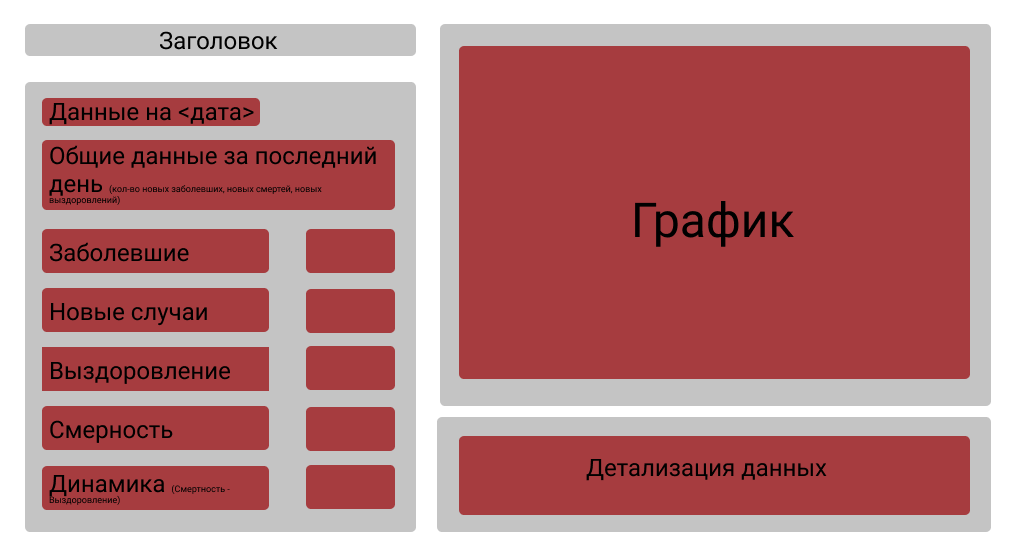 Заголовок
Данные на <дата>
Общие данные за последний
день (кол-во новых заболевших, новых смертей, новых
выздоровлений)
Заболевшие
Новые случаи
Выздоровление
Смерность
Динамика (Смертность -
Выздоровление)
График
Детализация данных